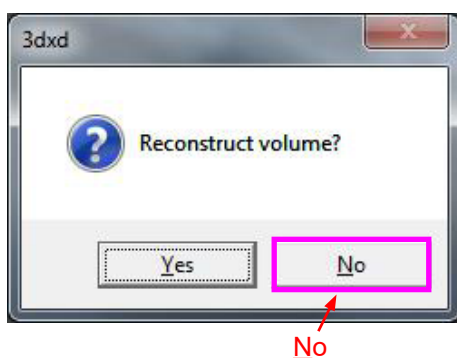 3dxd
Reconstruct volume?
Yes
No
No